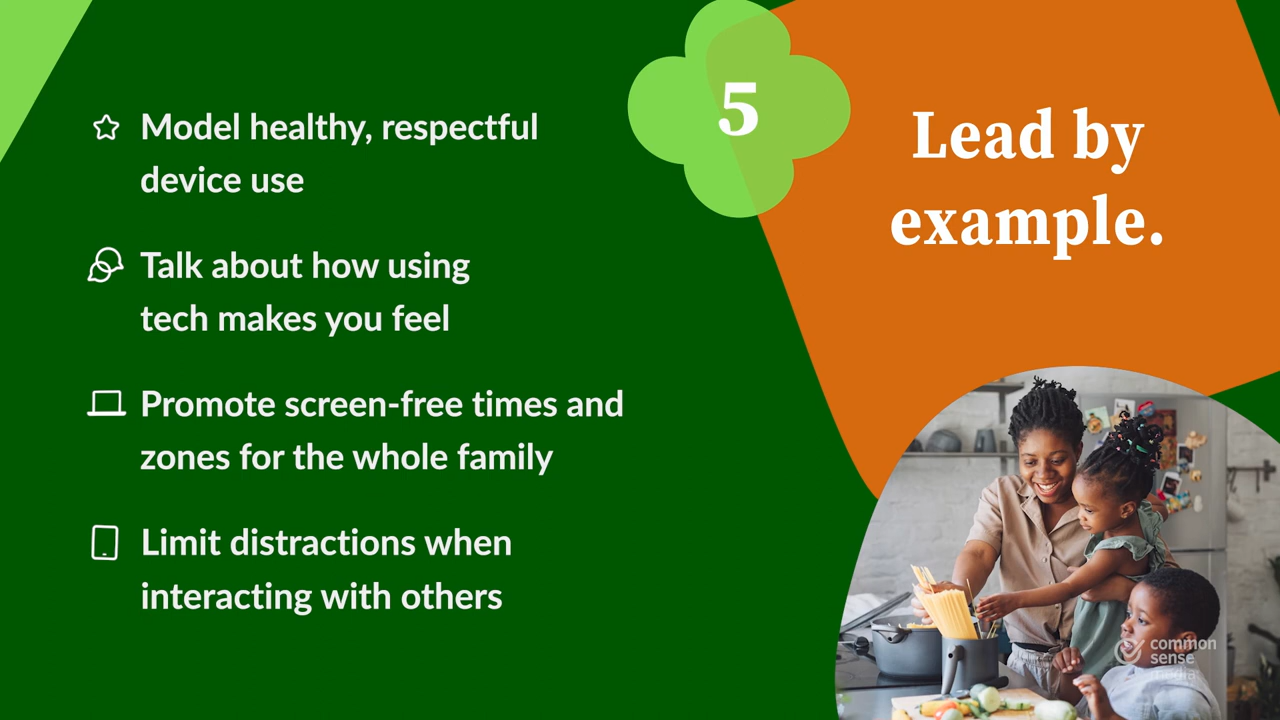 5
Lead by
example.
Model healthy, respectful
device use
Talk about how using
tech makes you feel
Promote screen-free times and
zones for the whole family
Limit distractions when
interacting with others
common
sense
media